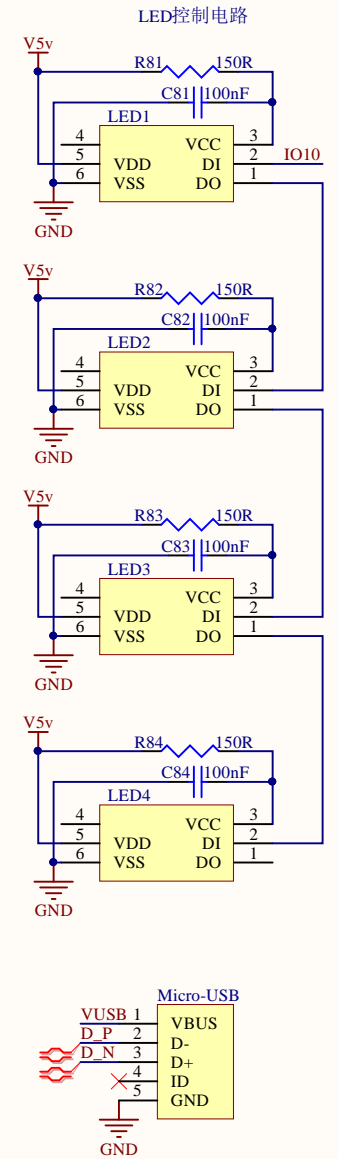 LED控制电路
V5v
R81 150R
C81 100nF
LED1
4 VCC 3
5 VDD DI 2 IO10
6 VSS DO 1
GND
V5v
R82 150R
C82 100nF
LED2
4 VCC 3
5 VDD DI 2
6 VSS DO 1
GND
V5v
R83 150R
C83 100nF
LED3
4 VCC 3
5 VDD DI 2
6 VSS DO 1
GND
V5v
R84 150R
C84 100nF
LED4
4 VCC 3
5 VDD DI 2
6 VSS DO 1
GND
Micro-USB
VUSB 1 VBUS
D_P 2 D-
D_N 3 D+
4 ID
5 GND
GND